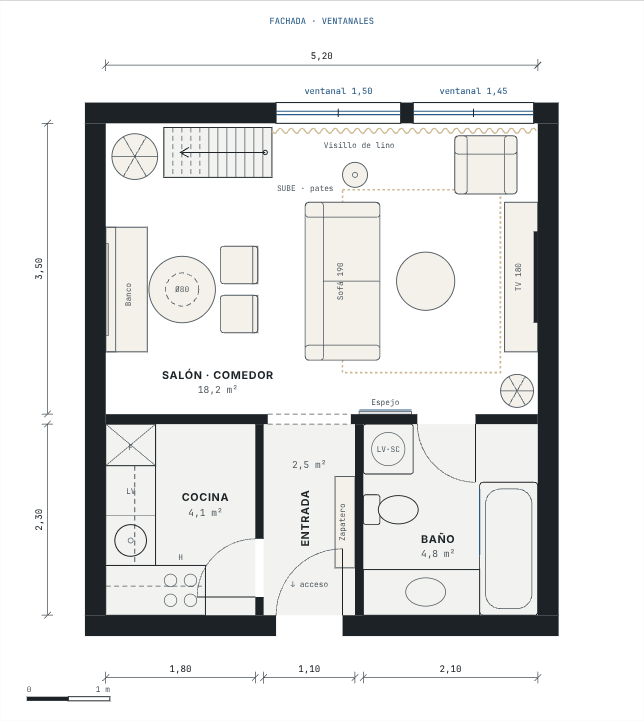 FACHADA · VENTANALES
5,20
ventanal 1,50
ventanal 1,45
Visillo de lino
SUBE · pates
3,50
Banco
Ø80
Sofá 190
TV 180
SALÓN · COMEDOR
18,2 m²
Espejo
F
LV
COCINA
4,1 m²
H
2,5 m²
ENTRADA
Zapatero
↓ acceso
LV-SC
BAÑO
4,8 m²
2,30
1,80
1,10
2,10
0
1 m